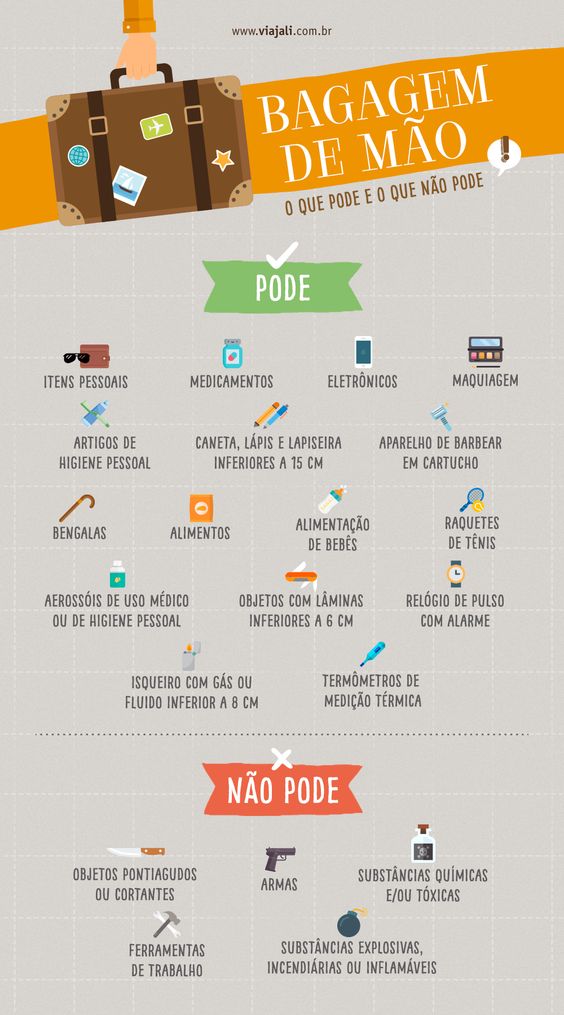 www.viajali.com.br
BAGAGEM
DE MÃO
O QUE PODE E O QUE NÃO PODE
PODE
ITENS PESSOAIS
MEDICAMENTOS
ELETRÔNICOS
MAQUIAGEM
ARTIGOS DE
HIGIENE PESSOAL
CANETA, LÁPIS E LAPISEIRA
INFERIORES A 15 CM
APARELHO DE BARBEAR
EM CARTUCHO
BENGALAS
ALIMENTOS
ALIMENTAÇÃO
DE BEBÊS
RAQUETES
DE TÊNIS
AEROSSÓIS DE USO MÉDICO
OU DE HIGIENE PESSOAL
OBJETOS COM LÂMINAS
INFERIORES A 6 CM
RELÓGIO DE PULSO
COM ALARME
ISQUEIRO COM GÁS OU
FLUIDO INFERIOR A 8 CM
TERMÔMETROS DE
MEDIÇÃO TÉRMICA
NÃO PODE
OBJETOS PONTIAGUDOS
OU CORTANTES
ARMAS
SUBSTÂNCIAS QUÍMICAS
E/OU TÓXICAS
FERRAMENTAS
DE TRABALHO
SUBSTÂNCIAS EXPLOSIVAS,
INCENDIÁRIAS OU INFLAMÁVEIS